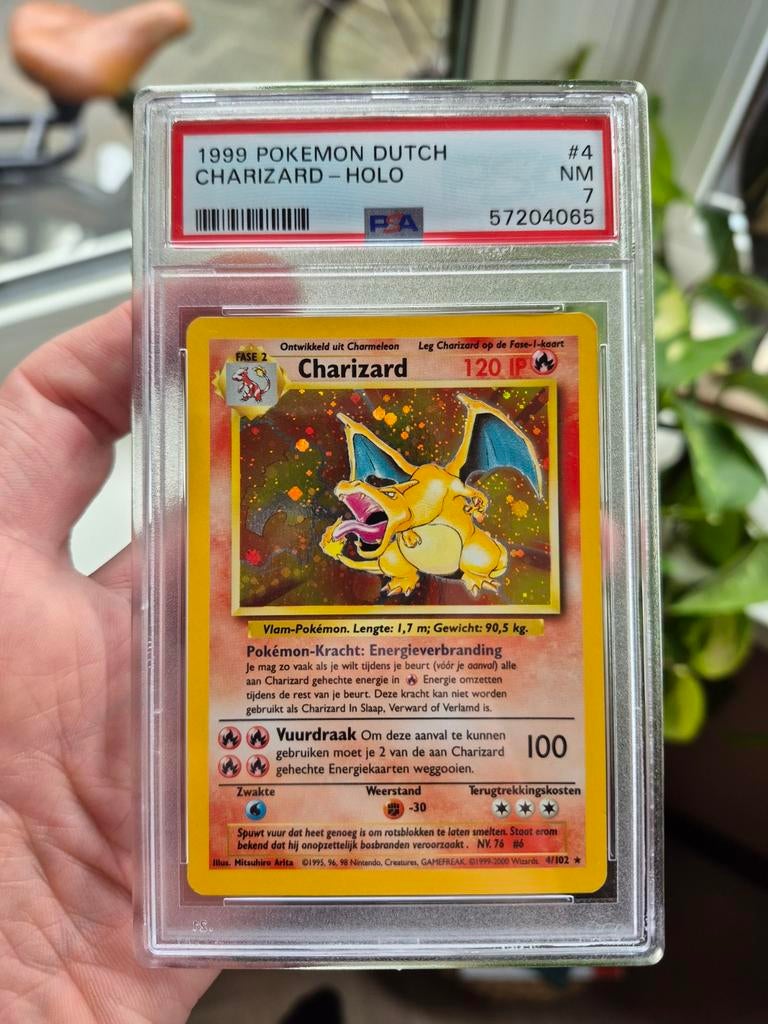 1999 POKEMON DUTCH #4
CHARIZARD-HOLO NM
7
PSA 57204065
Ontwikkeld uit Charmeleon Leg Charizard op de Fase-1-kaart
FASE 2
Charizard 120 IP
Vlam-Pokémon. Lengte: 1,7 m; Gewicht: 90,5 kg.
Pokémon-Kracht: Energieverbranding
Je mag zo vaak als je wilt tijdens je beurt (vóór je aanval) alle
aan Charizard gehechte energie in Energie omzetten
tijdens de rest van je beurt. Deze kracht kan niet worden
gebruikt als Charizard In Slaap, Verward of Verlamd is.
Vuurdraak Om deze aanval te kunnen
gebruiken moet je 2 van de aan Charizard 100
gehechte Energiekaarten weggooien.
Zwakte Weerstand Terugtrekkingskosten
-30
Spuwt vuur dat heet genoeg is om rotsblokken te laten smelten. Staat erom
bekend dat hij onopzettelijk bosbranden veroorzaakt. NV. 76 #6
Illus. Mitsuhiro Arita ©1995, 96, 98 Nintendo, Creatures, GAMEFREAK. ©1999-2000 Wizards. 4/102 ★